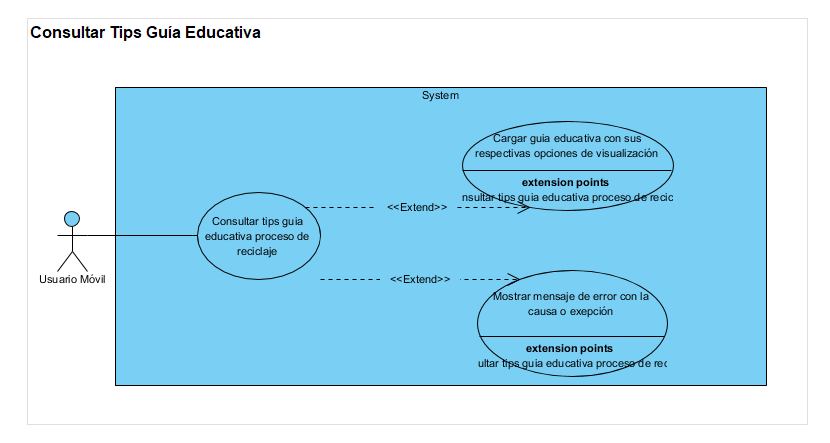 Consultar Tips Guía Educativa
System
Cargar guia educativa con sus
respectivas opciones de visualización
extension points
nsultar tips guia educativa proceso de recic
<<Extend>>
Consultar tips guia
educativa proceso de
reciclaje
Usuario Móvil
<<Extend>>
Mostrar mensaje de error con la
causa o exepción
extension points
ultar tips guia educativa proceso de rec